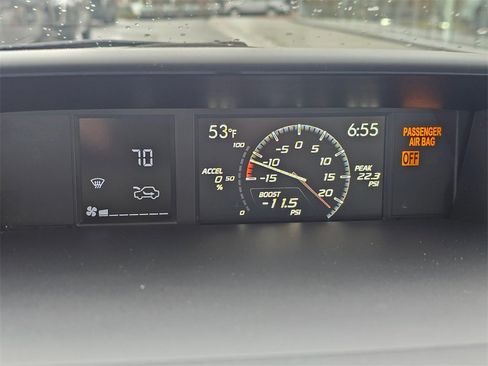 70
53°F
6:55
100
50
0
ACCEL
0
%
-15
-10
-5
0
5
10
15
20
BOOST
-11.5
PSI
PEAK
22.3
PSI
PASSENGER
AIR BAG
OFF